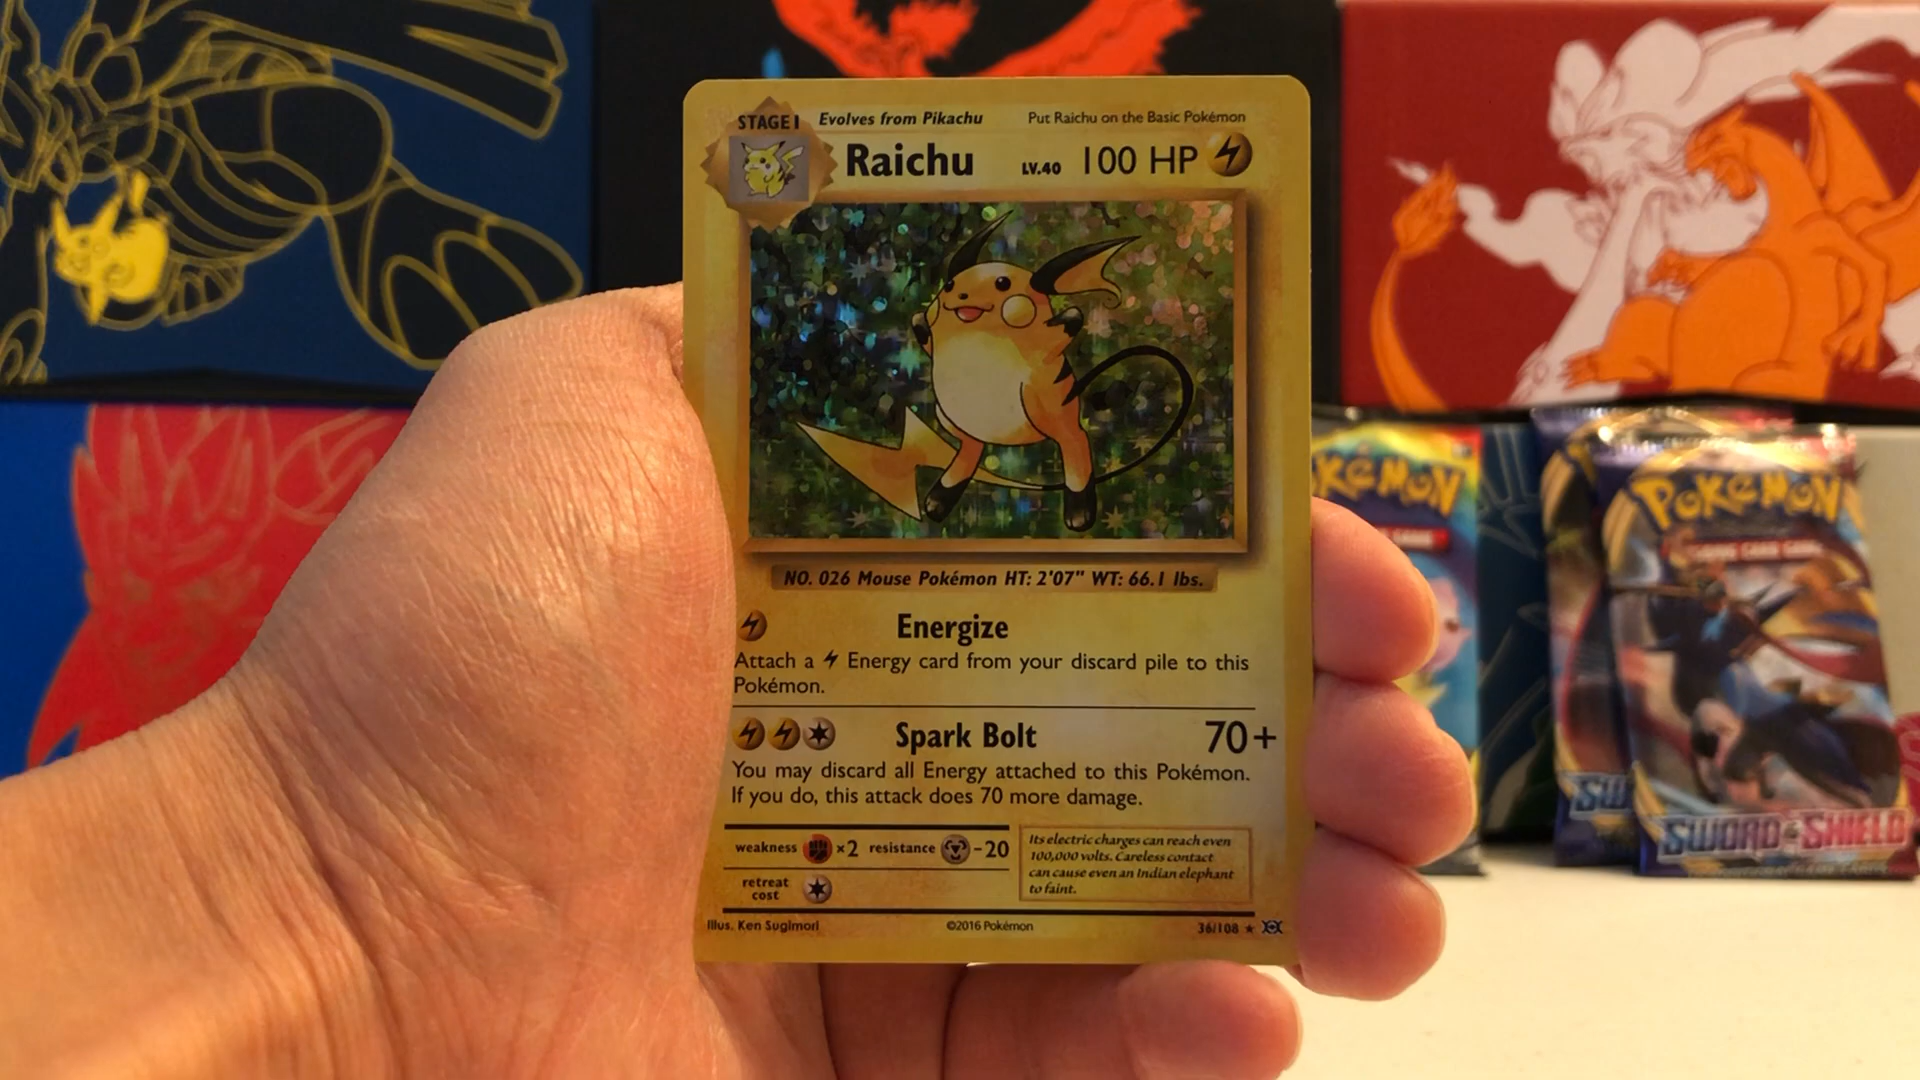 STAGE 1 Evolves from Pikachu Put Raichu on the Basic Pokémon
Raichu LV.40 100 HP
NO. 026 Mouse Pokémon HT: 2'07" WT: 66.1 lbs.
Energize
Attach a Energy card from your discard pile to this
Pokémon.
Spark Bolt 70+
You may discard all Energy attached to this Pokémon.
If you do, this attack does 70 more damage.
weakness ×2 resistance -20
retreat
cost
Its electric charges can reach even
100,000 volts. Careless contact
can cause even an Indian elephant
to faint.
Illus. Ken Sugimori ©2016 Pokémon 36/108
POKéMON
SWORD SHIELD